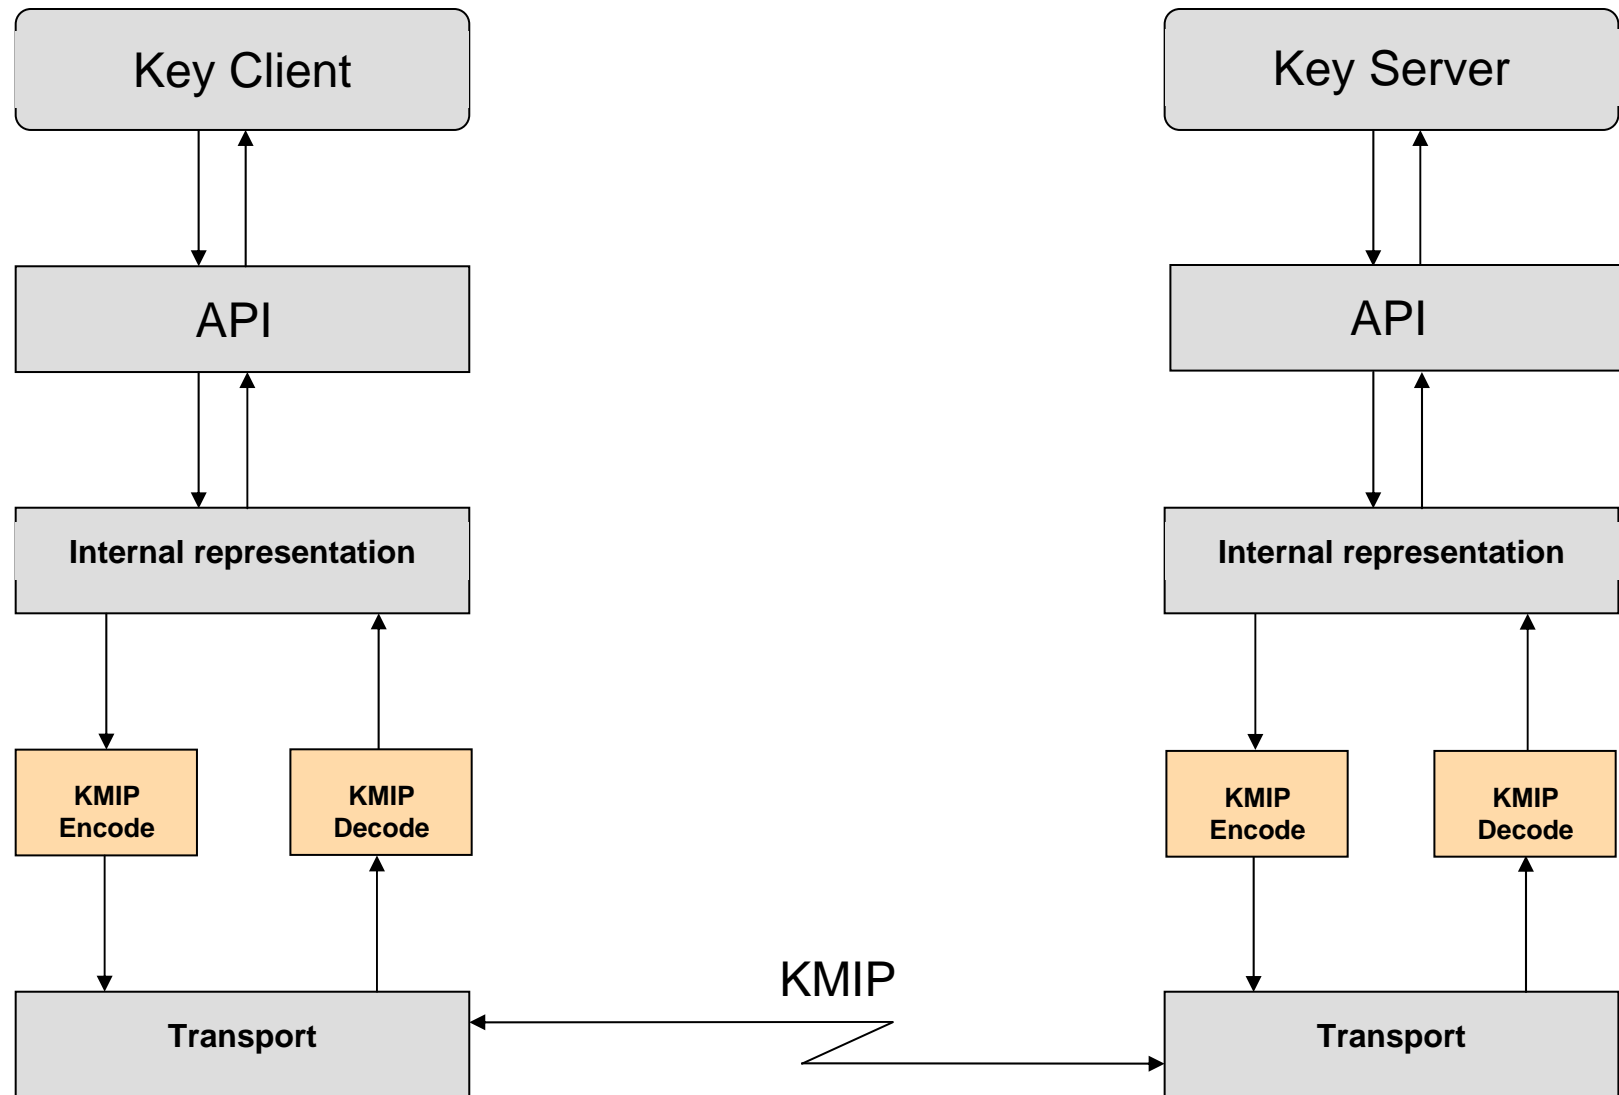 Key Client
Key Server
API
API
Internal representation
Internal representation
KMIP
Encode
KMIP
Decode
KMIP
Encode
KMIP
Decode
KMIP
Transport
Transport